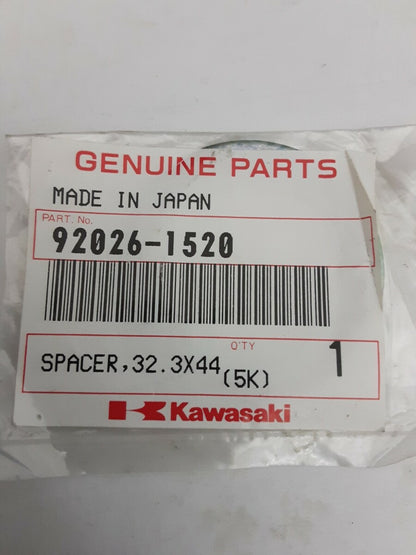 GENUINE PARTS
MADE IN JAPAN
PART. No.
92026-1520
Q'TY
SPACER,32.3X44 (5K) 1
Kawasaki